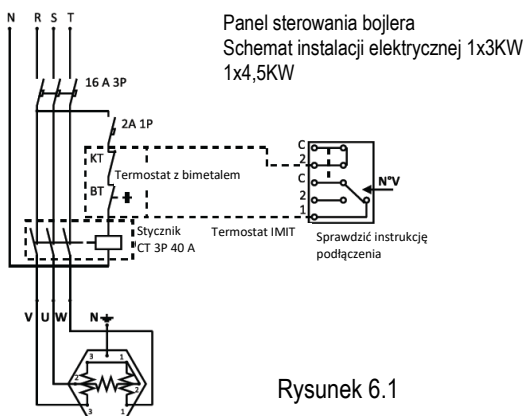 Panel sterowania bojlera
Schemat instalacji elektrycznej 1x3KW
1x4,5KW
N R S T
16 A 3P
2A 1P
KT
Termostat z bimetalem
BT
C
2
C
2
1
N°V
Stycznik
CT 3P 40 A
Termostat IMIT
Sprawdzić instrukcję
podłączenia
V U W N
3 1
2 2
3 1
Rysunek 6.1